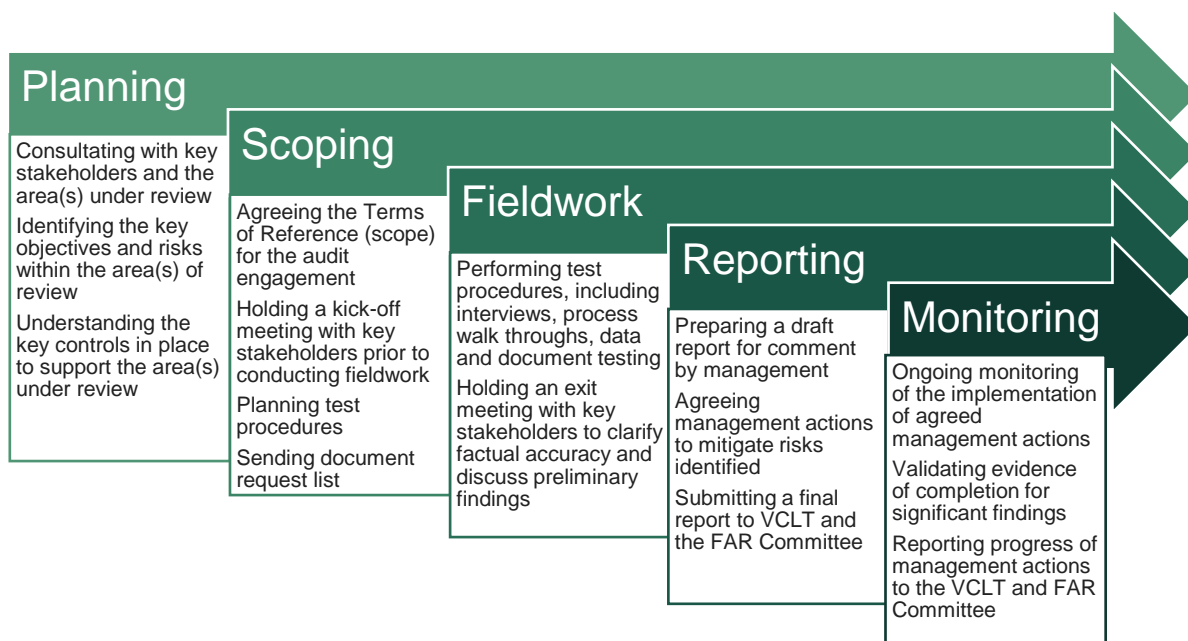 Planning
Consultating with key
stakeholders and the
area(s) under review
Identifying the key
objectives and risks
within the area(s) of
review
Understanding the
key controls in place
to support the area(s)
under review
Scoping
Agreeing the Terms
of Reference (scope)
for the audit
engagement
Holding a kick-off
meeting with key
stakeholders prior to
conducting fieldwork
Planning test
procedures
Sending document
request list
Fieldwork
Performing test
procedures, including
interviews, process
walk throughs, data
and document testing
Holding an exit
meeting with key
stakeholders to clarify
factual accuracy and
discuss preliminary
findings
Reporting
Preparing a draft
report for comment
by management
Agreeing
management actions
to mitigate risks
identified
Submitting a final
report to VCLT and
the FAR Committee
Monitoring
Ongoing monitoring
of the implementation
of agreed
management actions
Validating evidence
of completion for
significant findings
Reporting progress of
management actions
to the VCLT and FAR
Committee